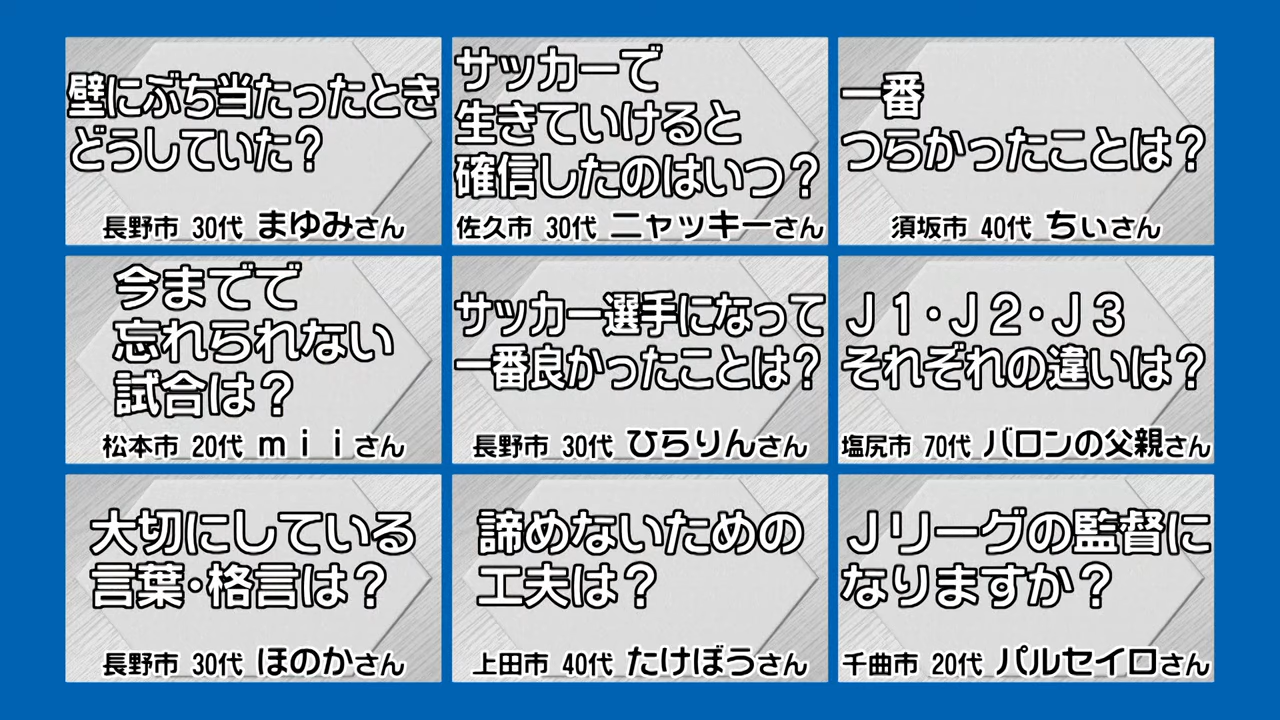 壁にぶち当たったとき
どうしていた？
長野市 30代 まゆみさん
サッカーで
生きていけると
確信したのはいつ？
佐久市 30代 ニャッキーさん
一番
つらかったことは？
須坂市 40代 ちぃさん
今までで
忘れられない
試合は？
松本市 20代 ｍｉｉさん
サッカー選手になって
一番良かったことは？
長野市 30代 ひらりんさん
Ｊ１・Ｊ２・Ｊ３
それぞれの違いは？
塩尻市 70代 バロンの父親さん
大切にしている
言葉・格言は？
長野市 30代 ほのかさん
諦めないための
工夫は？
上田市 40代 たけぼうさん
Ｊリーグの監督に
なりますか？
千曲市 20代 パルセイロさん